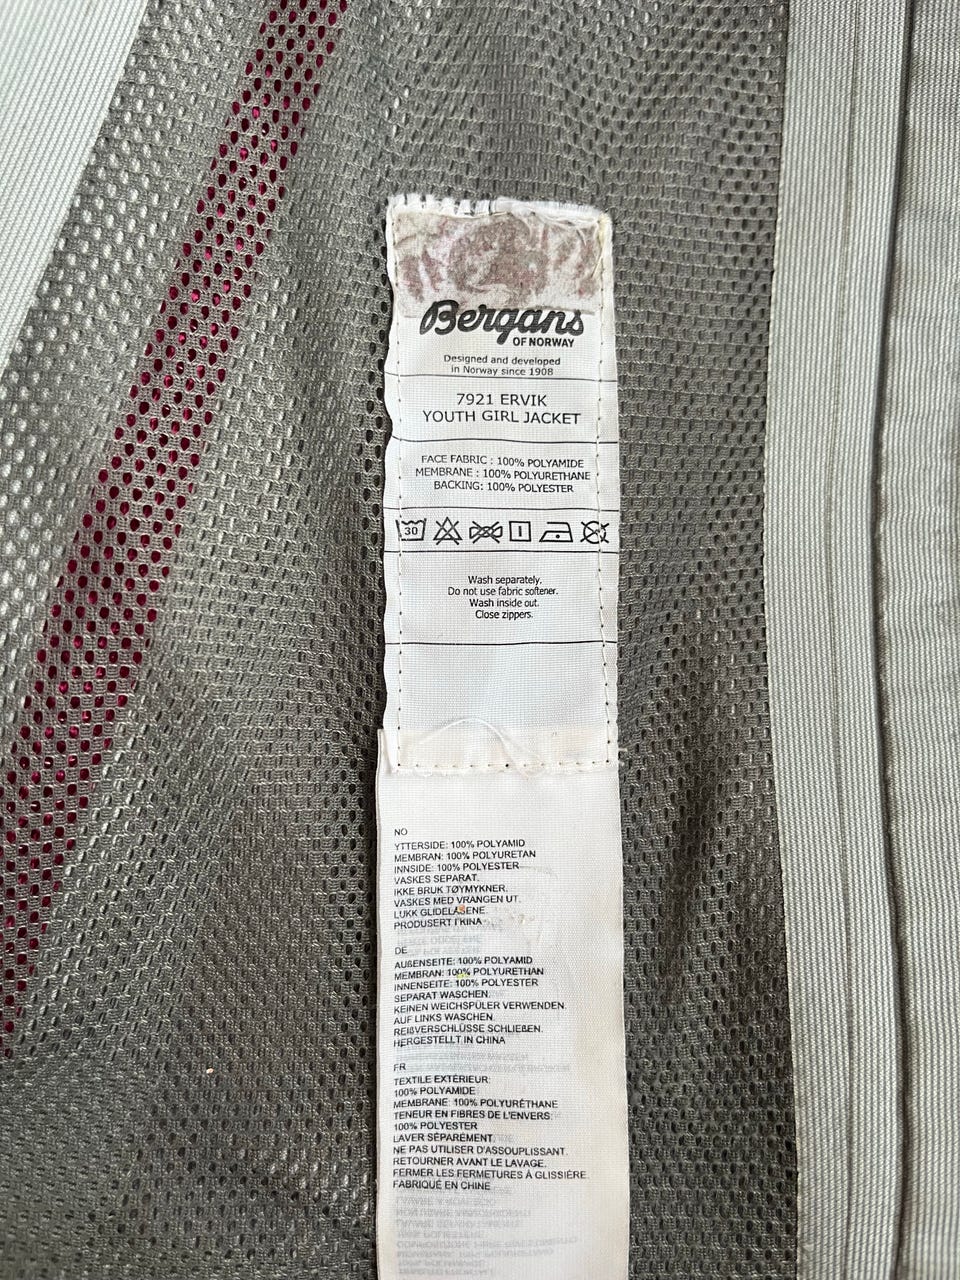 Bergans
OF NORWAY
Designed and developed
in Norway since 1908
7921 ERVIK
YOUTH GIRL JACKET
FACE FABRIC : 100% POLYAMIDE
MEMBRANE : 100% POLYURETHANE
BACKING: 100% POLYESTER
30
Wash separately.
Do not use fabric softener.
Wash inside out.
Close zippers.
NO
YTTERSIDE: 100% POLYAMID
MEMBRAN: 100% POLYURETAN
INNSIDE: 100% POLYESTER
VASKES SEPARAT.
IKKE BRUK TØYMYKNER.
VASKES MED VRANGEN UT.
LUKK GLIDELÅSENE.
PRODUSERT I KINA
DE
AUßENSEITE: 100% POLYAMID
MEMBRAN: 100% POLYURETHAN
INNENSEITE: 100% POLYESTER
SEPARAT WASCHEN.
KEINEN WEICHSPÜLER VERWENDEN.
AUF LINKS WASCHEN.
REIßVERSCHLÜSSE SCHLIEßEN.
HERGESTELLT IN CHINA
FR
TEXTILE EXTÉRIEUR:
100% POLYAMIDE
MEMBRANE: 100% POLYURÉTHANE
TENEUR EN FIBRES DE L'ENVERS:
100% POLYESTER
LAVER SÉPARÉMENT.
NE PAS UTILISER D'ASSOUPLISSANT.
RETOURNER AVANT LE LAVAGE.
FERMER LES FERMETURES À GLISSIÈRE.
FABRIQUÉ EN CHINE